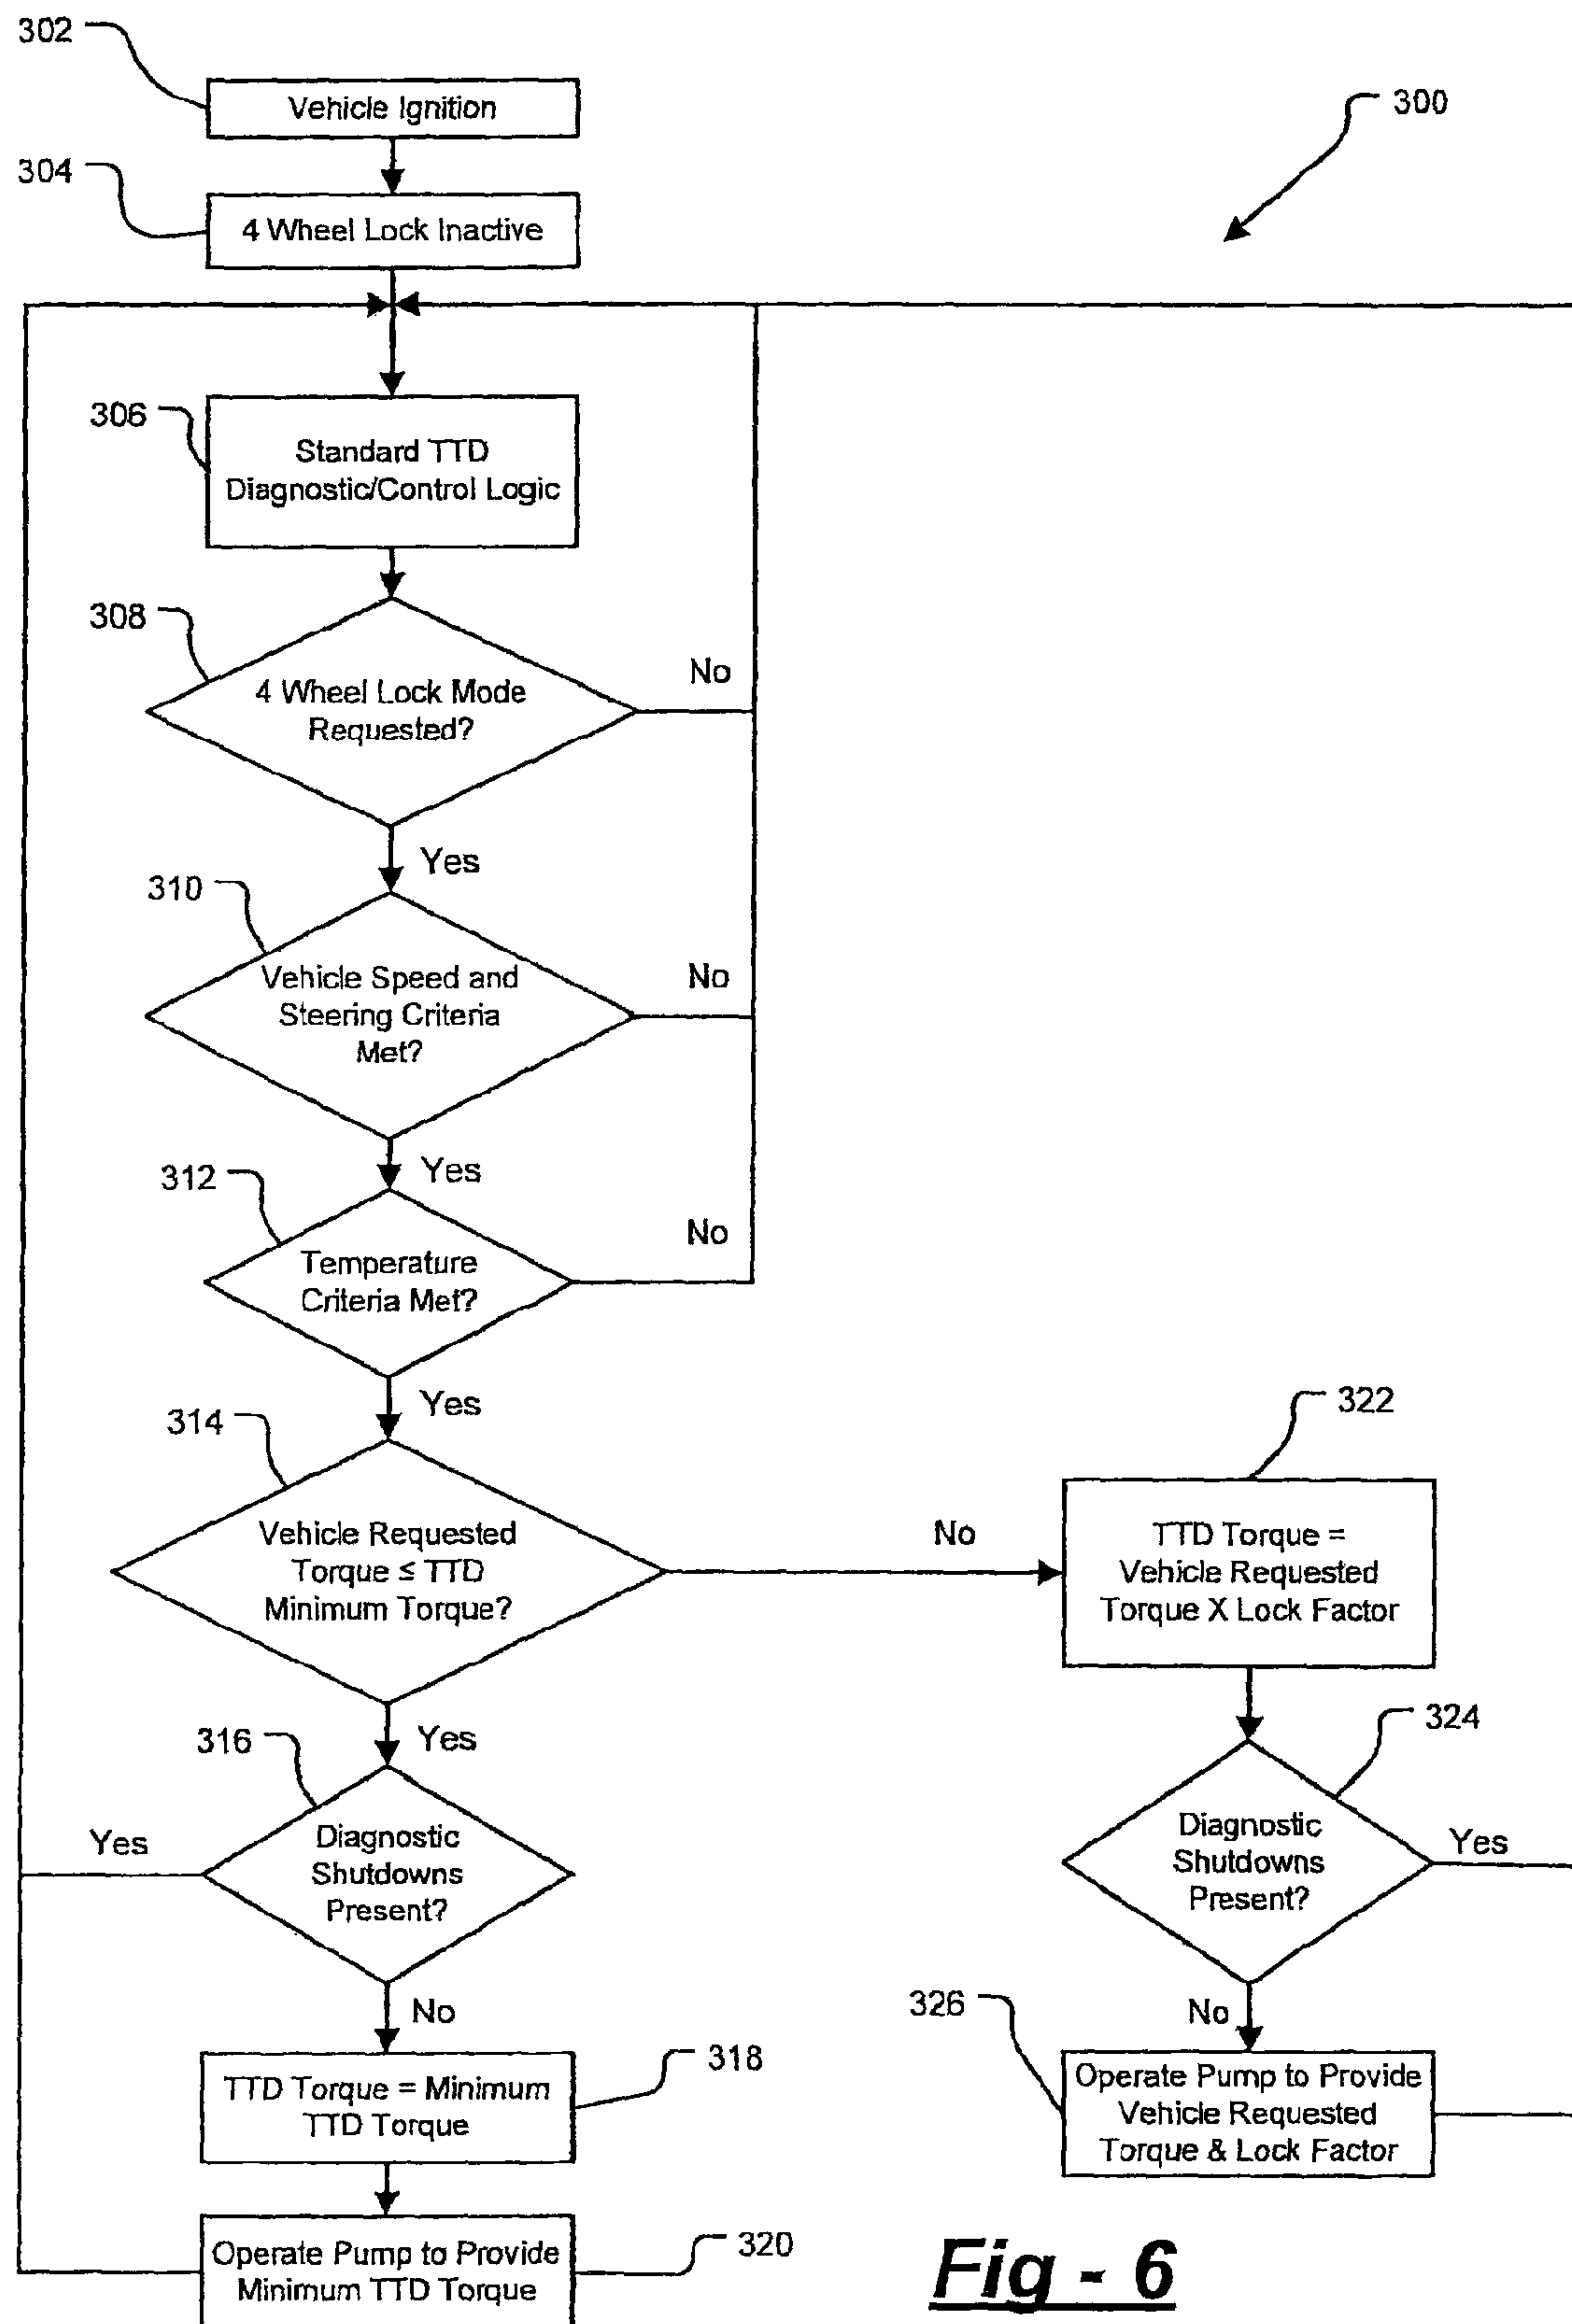 302
Vehicle Ignition
300
304
4 Wheel Lock Inactive
306
Standard TTD
Diagnostic/Control Logic
308
4 Wheel Lock Mode
Requested?
No
Yes
310
Vehicle Speed and
Steering Criteria
Met?
No
Yes
312
Temperature
Criteria Met?
No
Yes
314
Vehicle Requested
Torque ≤ TTD
Minimum Torque?
No
322
TTD Torque =
Vehicle Requested
Torque X Lock Factor
Yes
316
Diagnostic
Shutdowns
Present?
Yes
324
Diagnostic
Shutdowns
Present?
Yes
No
318
TTD Torque = Minimum
TTD Torque
No
326
Operate Pump to Provide
Vehicle Requested
Torque & Lock Factor
320
Operate Pump to Provide
Minimum TTD Torque
Fig - 6